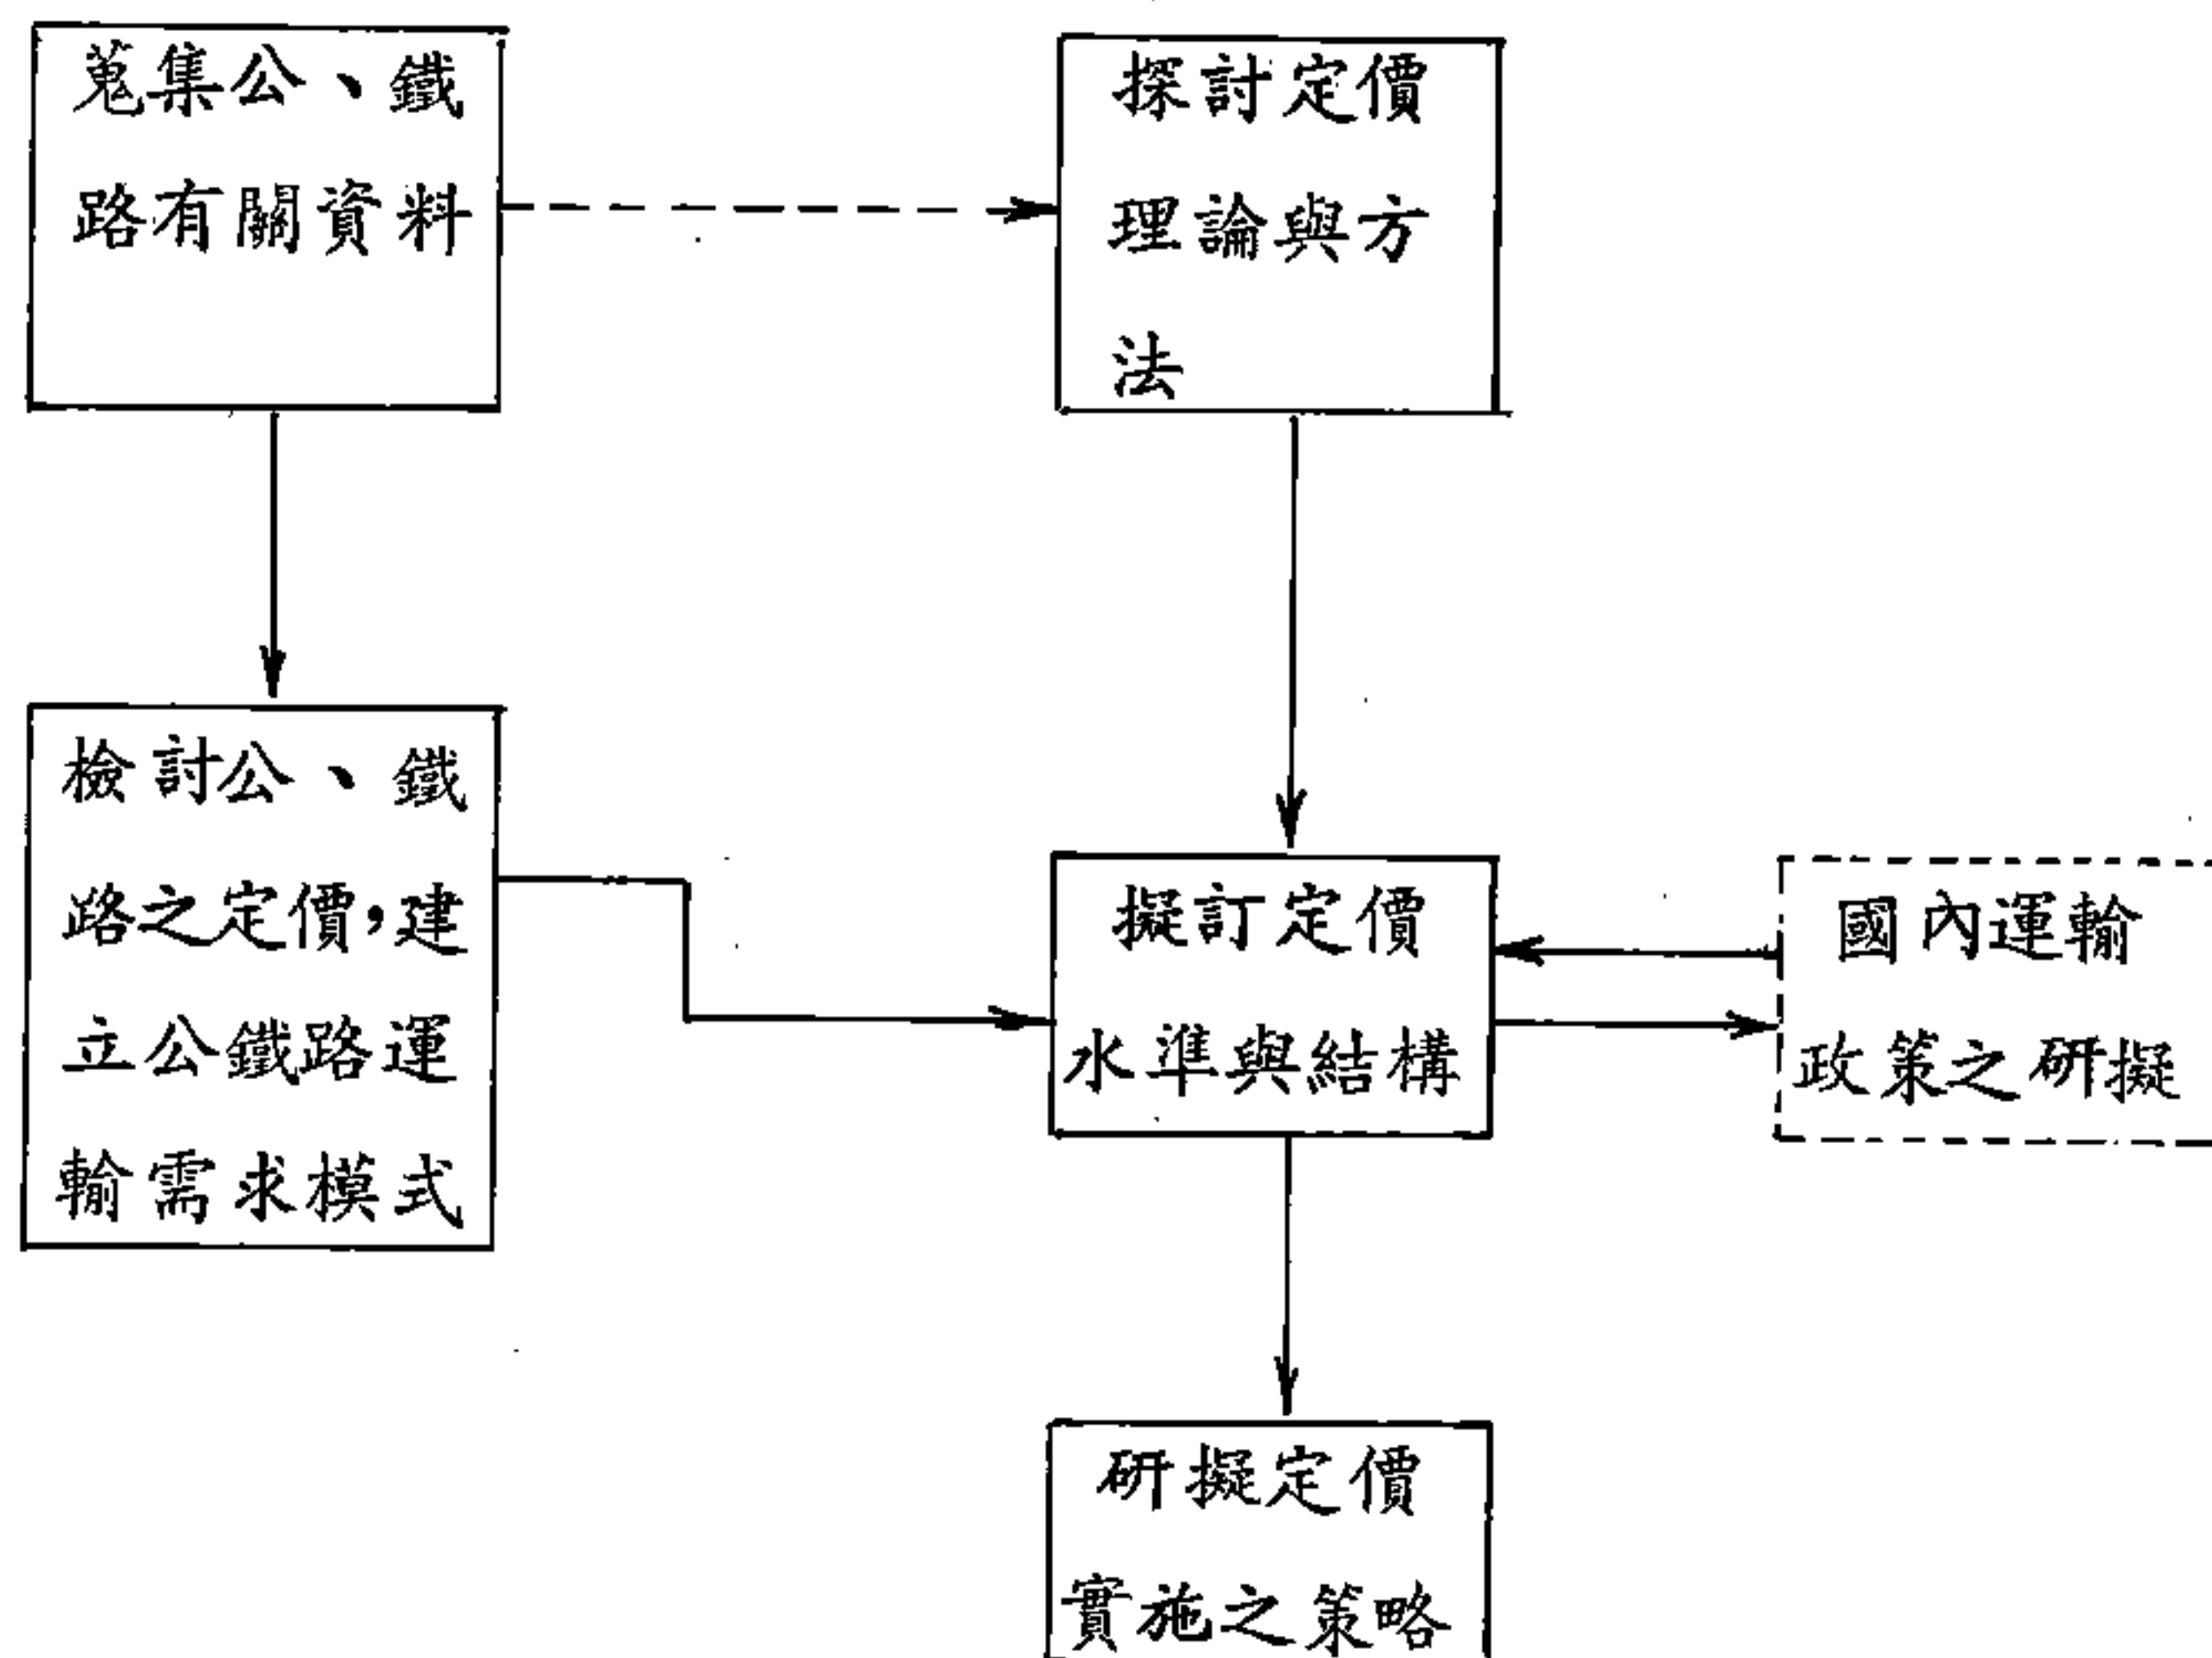 蒐集公、鐵
路有關資料
探討定價
理論與方
法
檢討公、鐵
路之定價,建
立公鐵路運
輸需求模式
擬訂定價
水準與結構
國內運輸
政策之研擬
研擬定價
實施之策略